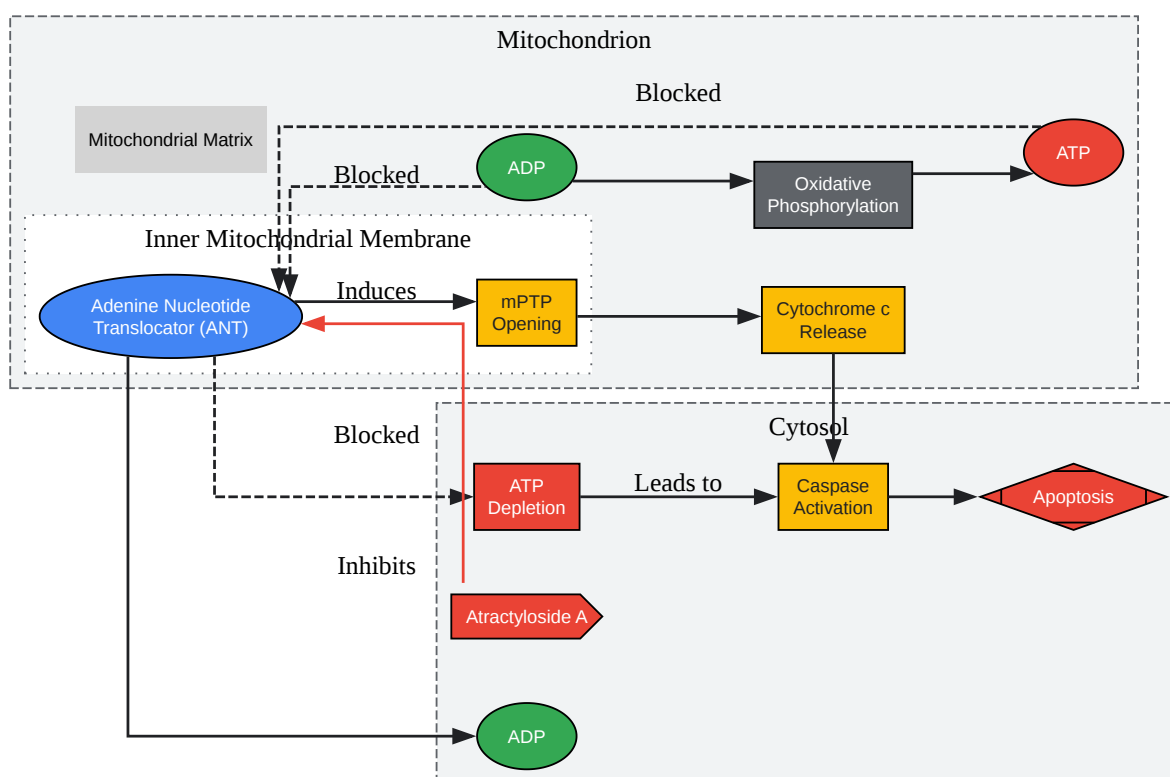 Mitochondrion
Blocked
Mitochondrial Matrix
ADP
ATP
Blocked
Oxidative
Phosphorylation
Inner Mitochondrial Membrane
Adenine Nucleotide
Translocator (ANT)
Induces
mPTP
Opening
Cytochrome c
Release
Cytosol
Blocked
ATP
Depletion
Leads to
Caspase
Activation
Apoptosis
Inhibits
Atractyloside A
ADP